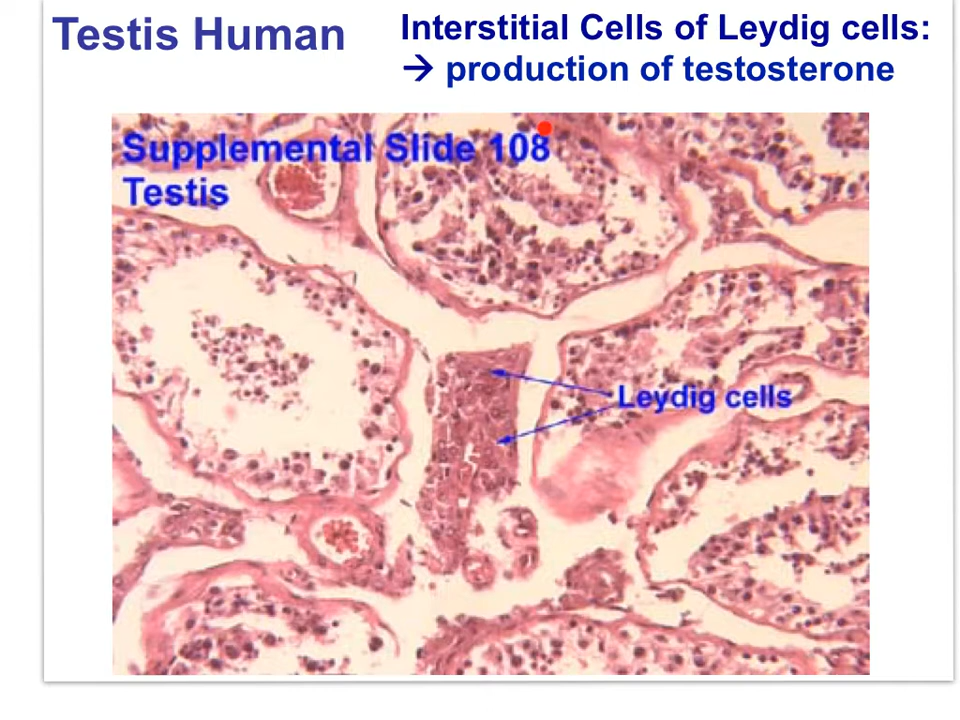 Testis Human
Interstitial Cells of Leydig cells:
→ production of testosterone
Supplemental Slide 108
Testis
Leydig cells